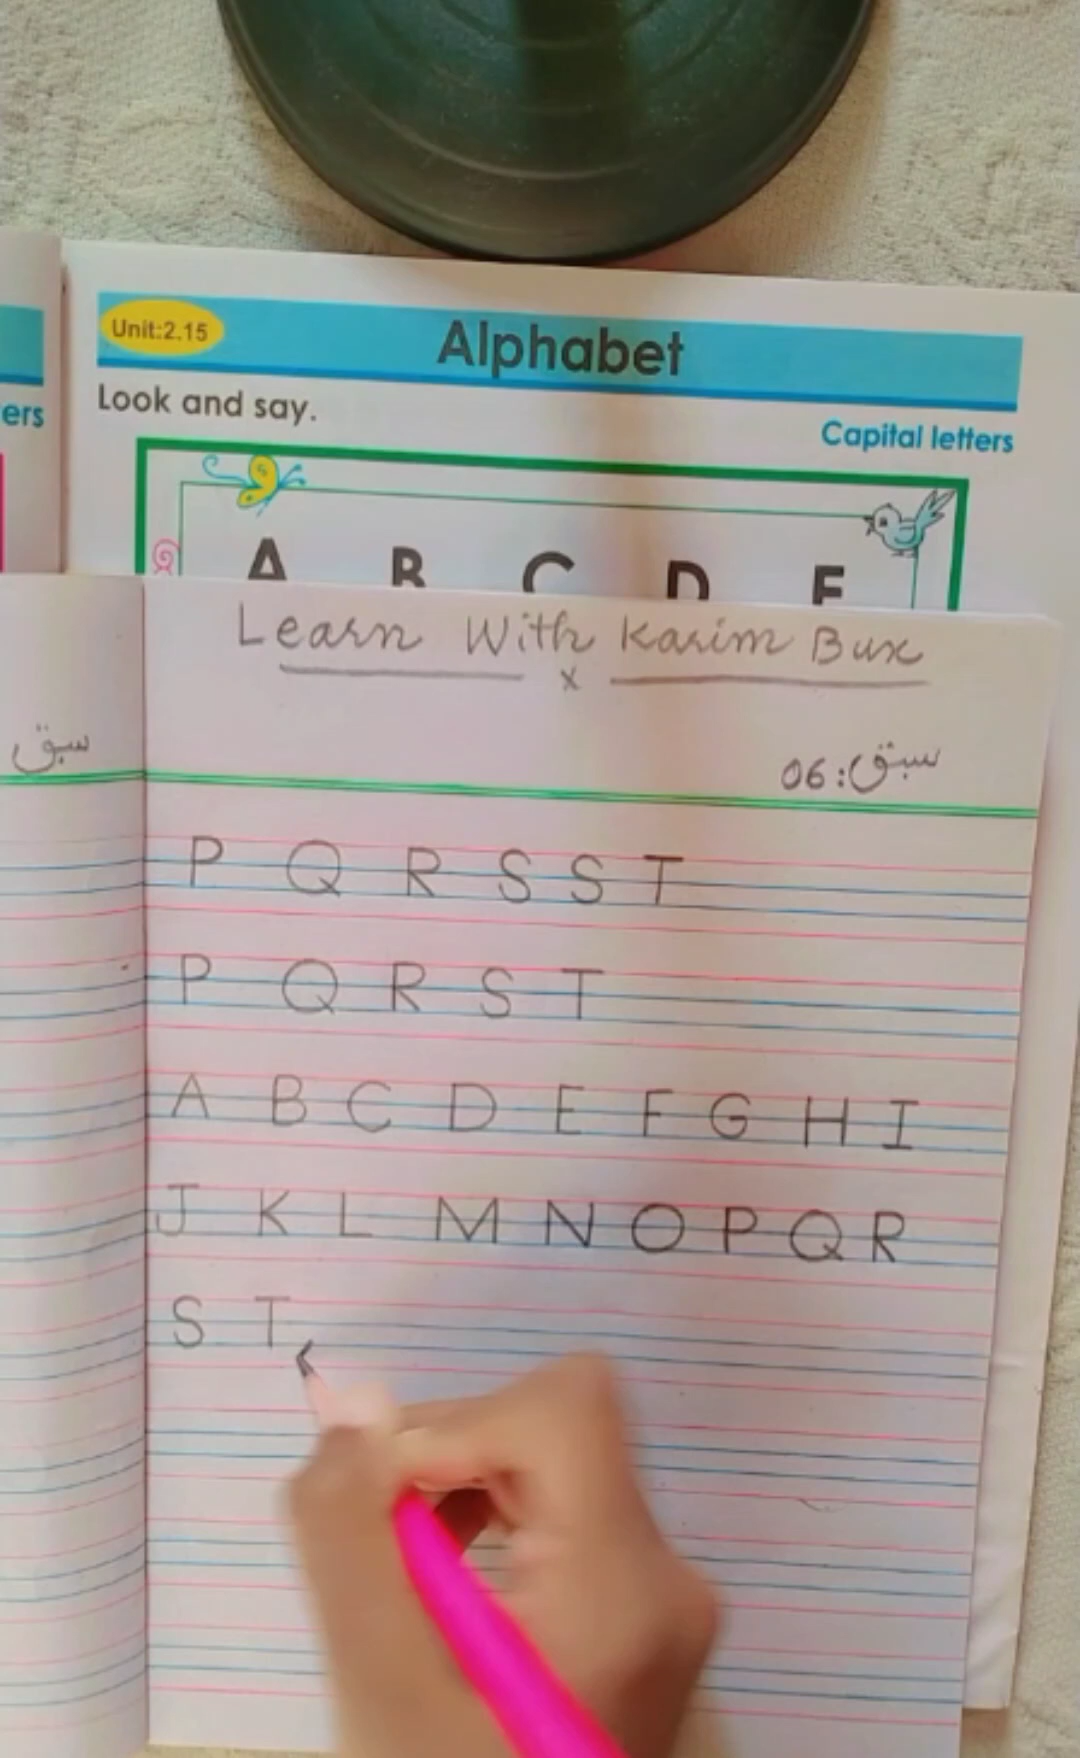 Unit:2.15
Alphabet
ers
Look and say.
Capital letters
A B C D E
Learn With Karim Bux
x
سبق
سبق: 06
P Q R S S T
P Q R S T
A B C D E F G H I
J K L M N O P Q R
S T